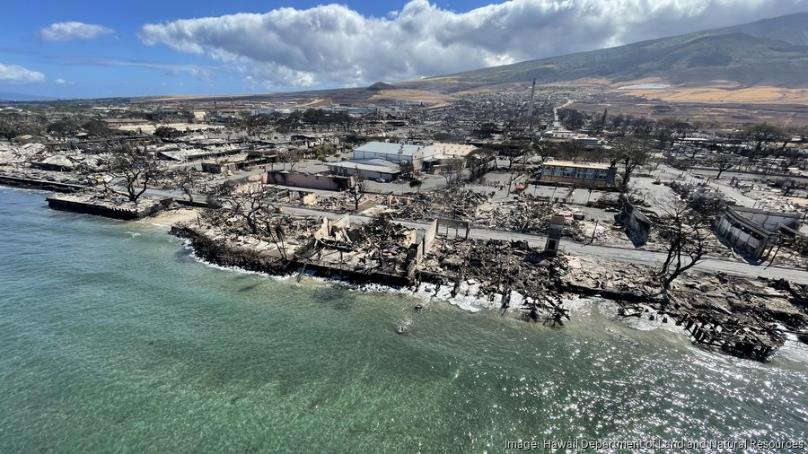 Image: Hawaii Department of Land and Natural Resources